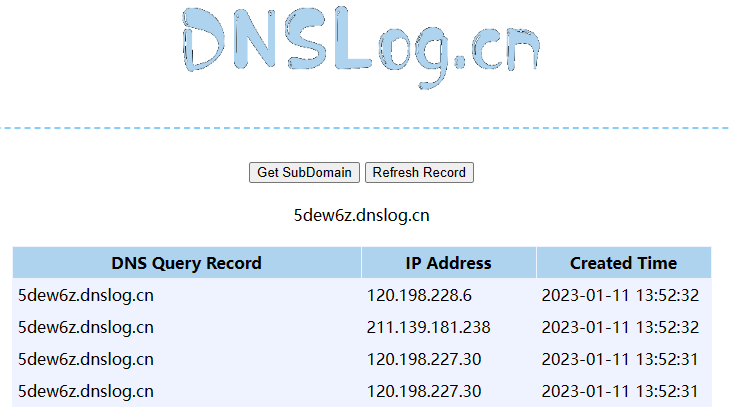 DNSLog.cn
Get SubDomain Refresh Record
5dew6z.dnslog.cn
DNS Query Record IP Address Created Time
5dew6z.dnslog.cn 120.198.228.6 2023-01-11 13:52:32
5dew6z.dnslog.cn 211.139.181.238 2023-01-11 13:52:32
5dew6z.dnslog.cn 120.198.227.30 2023-01-11 13:52:31
5dew6z.dnslog.cn 120.198.227.30 2023-01-11 13:52:31